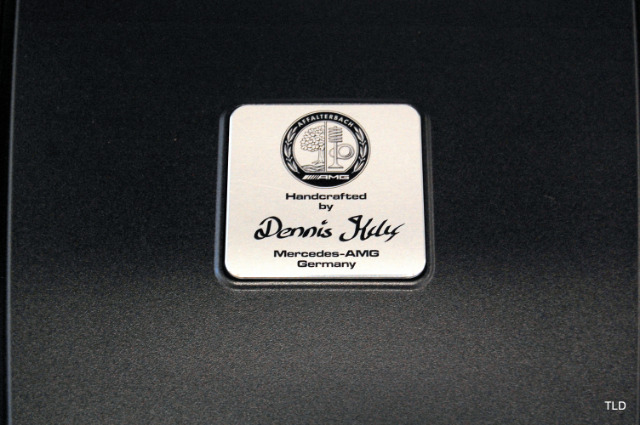 AFFALTERBACH
AMG
Handcrafted
by
Dennis
Mercedes-AMG
Germany
TLD